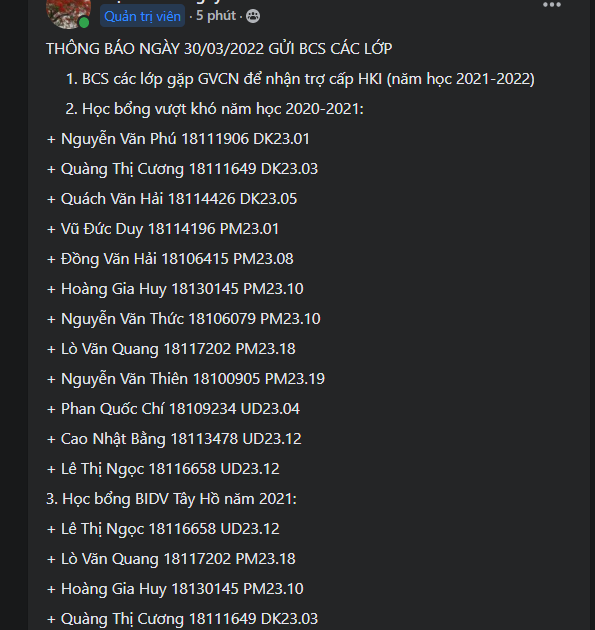 Quản trị viên · 5 phút ·
THÔNG BÁO NGÀY 30/03/2022 GỬI BCS CÁC LỚP
1. BCS các lớp gặp GVCN để nhận trợ cấp HKI (năm học 2021-2022)
2. Học bổng vượt khó năm học 2020-2021:
+ Nguyễn Văn Phú 18111906 DK23.01
+ Quàng Thị Cương 18111649 DK23.03
+ Quách Văn Hải 18114426 DK23.05
+ Vũ Đức Duy 18114196 PM23.01
+ Đồng Văn Hải 18106415 PM23.08
+ Hoàng Gia Huy 18130145 PM23.10
+ Nguyễn Văn Thức 18106079 PM23.10
+ Lò Văn Quang 18117202 PM23.18
+ Nguyễn Văn Thiên 18100905 PM23.19
+ Phan Quốc Chí 18109234 UD23.04
+ Cao Nhật Bằng 18113478 UD23.12
+ Lê Thị Ngọc 18116658 UD23.12
3. Học bổng BIDV Tây Hồ năm 2021:
+ Lê Thị Ngọc 18116658 UD23.12
+ Lò Văn Quang 18117202 PM23.18
+ Hoàng Gia Huy 18130145 PM23.10
+ Quàng Thị Cương 18111649 DK23.03